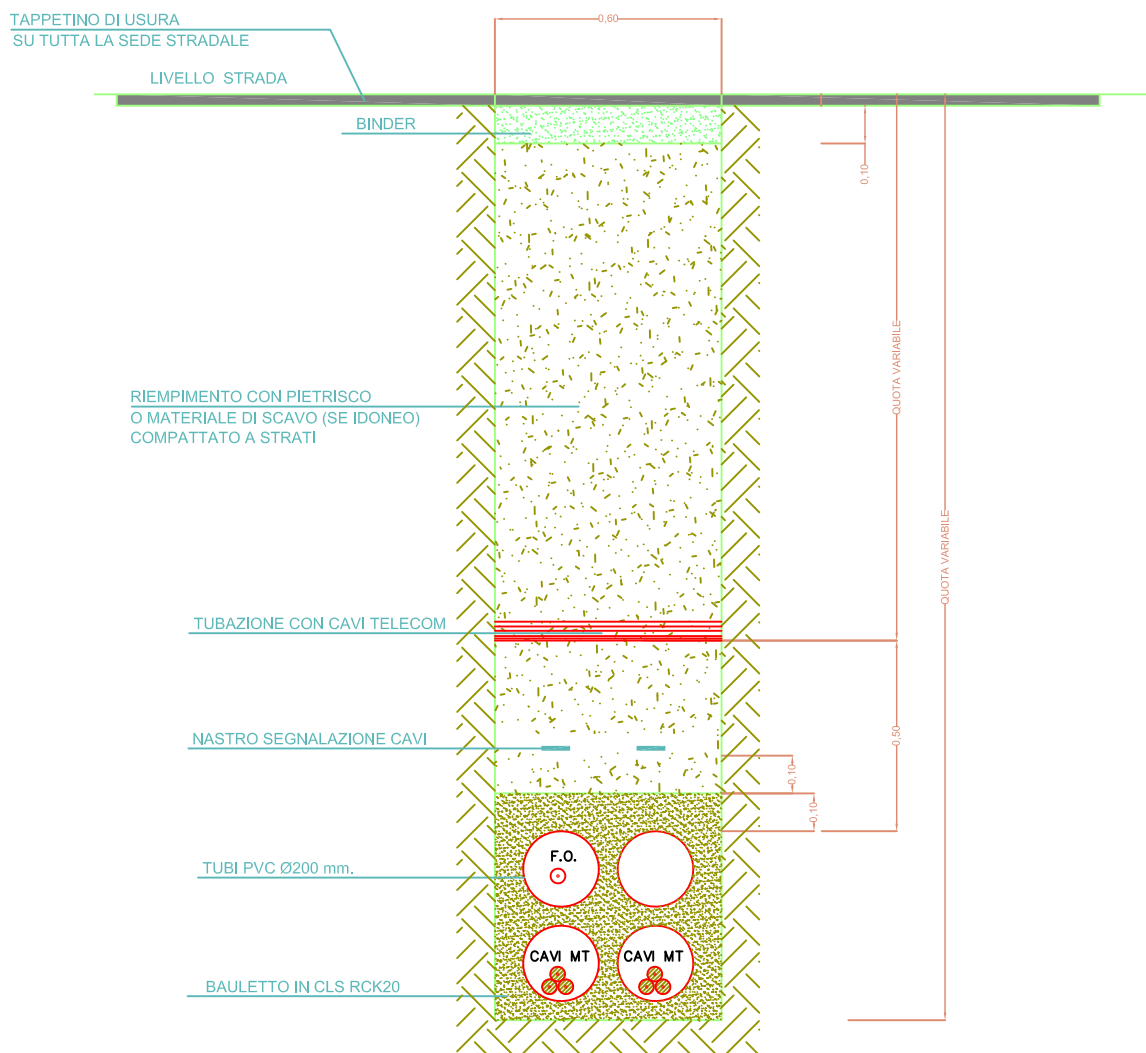 TAPPETINO DI USURA
SU TUTTA LA SEDE STRADALE
0,60
LIVELLO STRADA
BINDER
0,10
QUOTA VARIABILE
RIEMPIMENTO CON PIETRISCO
O MATERIALE DI SCAVO (SE IDONEO)
COMPATTATO A STRATI
QUOTA VARIABILE
TUBAZIONE CON CAVI TELECOM
NASTRO SEGNALAZIONE CAVI
0,50
0,10
0,10
F.O.
TUBI PVC Ø200 mm.
CAVI MT
CAVI MT
BAULETTO IN CLS RCK20